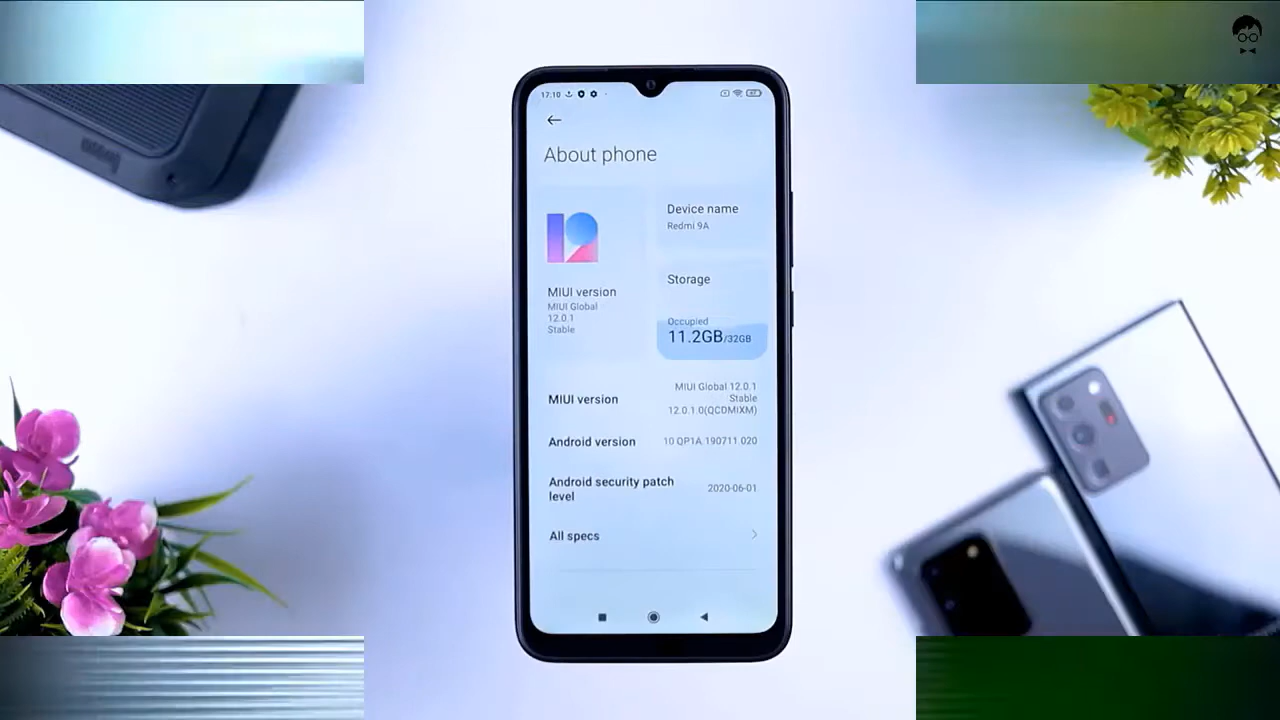 17:10
About phone
Device name
Redmi 9A
MIUI version
MIUI Global
12.0.1
Stable
Storage
Occupied
11.2GB/32GB
MIUI version
MIUI Global 12.0.1
Stable
12.0.1.0(QCDMIXM)
Android version
10 QP1A.190711.020
Android security patch
level
2020-06-01
All specs